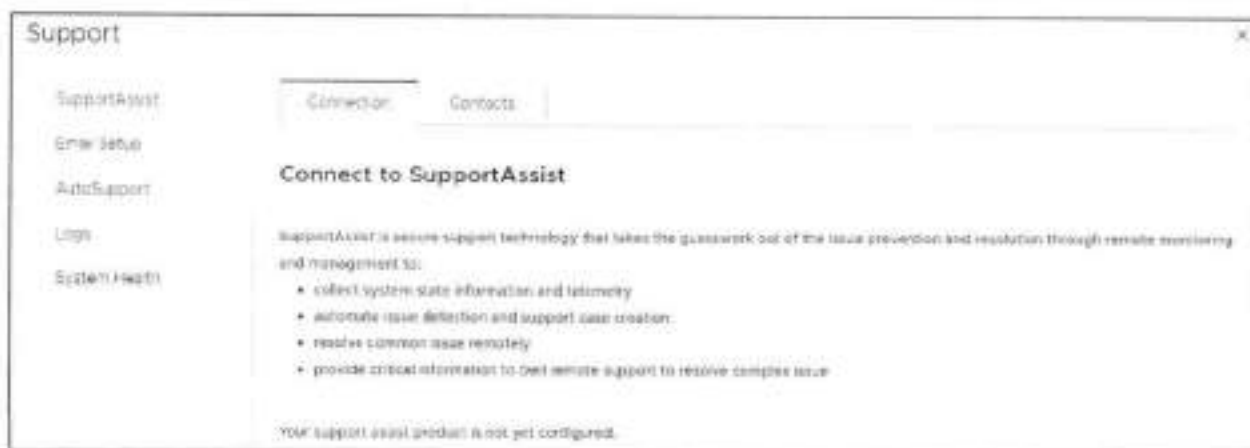 Support
×
SupportAssist
Email Setup
AutoSupport
Logs
System Health
Connection
Contacts
Connect to SupportAssist
SupportAssist is secure support technology that takes the guesswork out of the issue prevention and resolution through remote monitoring
and management to:
• collect system state information and telemetry
• automate issue detection and support case creation
• resolve common issue remotely
• provide critical information to Dell remote support to resolve complex issue
Your support assist product is not yet configured.